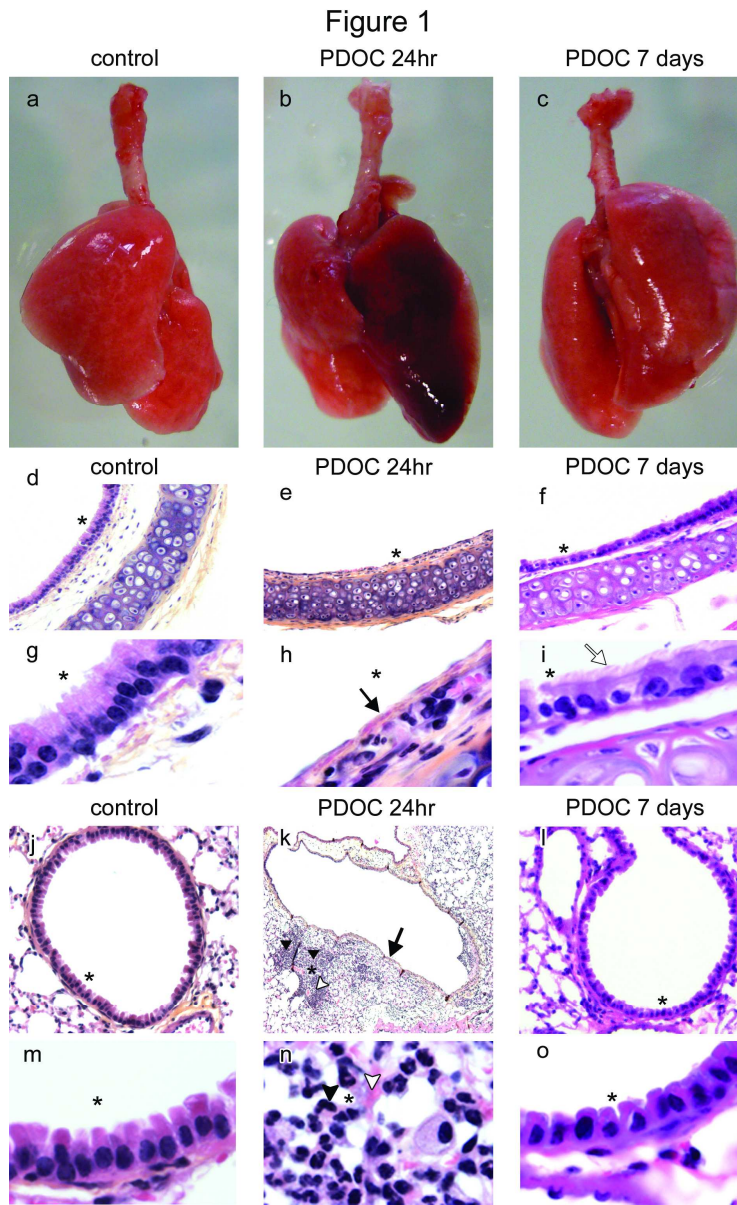 Figure 1
control PDOC 24hr PDOC 7 days
a b c
control PDOC 24hr PDOC 7 days
d e f
* * *
g h i
* * *
control PDOC 24hr PDOC 7 days
j k l
* * *
m n o
* * *